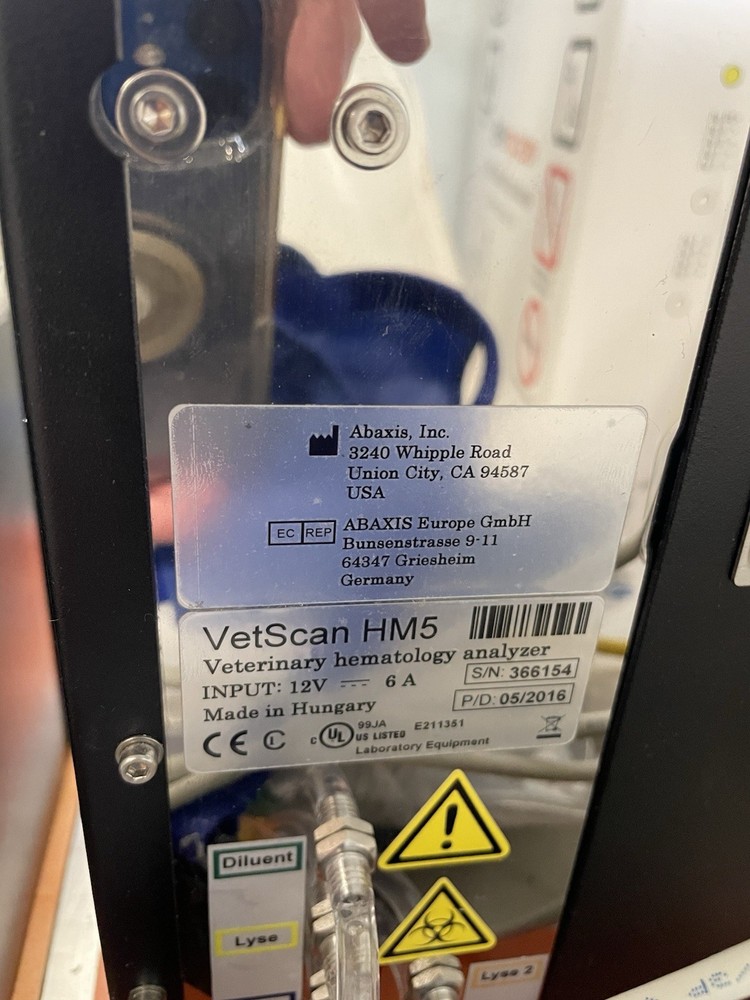 Abaxis, Inc.
3240 Whipple Road
Union City, CA 94587
USA
EC REP
ABAXIS Europe GmbH
Bunsenstrasse 9-11
64347 Griesheim
Germany
VetScan HM5
Veterinary hematology analyzer
INPUT: 12V ⎓ 6 A
S/N: 366154
Made in Hungary
P/D: 05/2016
CE
C UL US LISTED
99JA E211351
Laboratory Equipment
Diluent
Lyse
Lyse 2